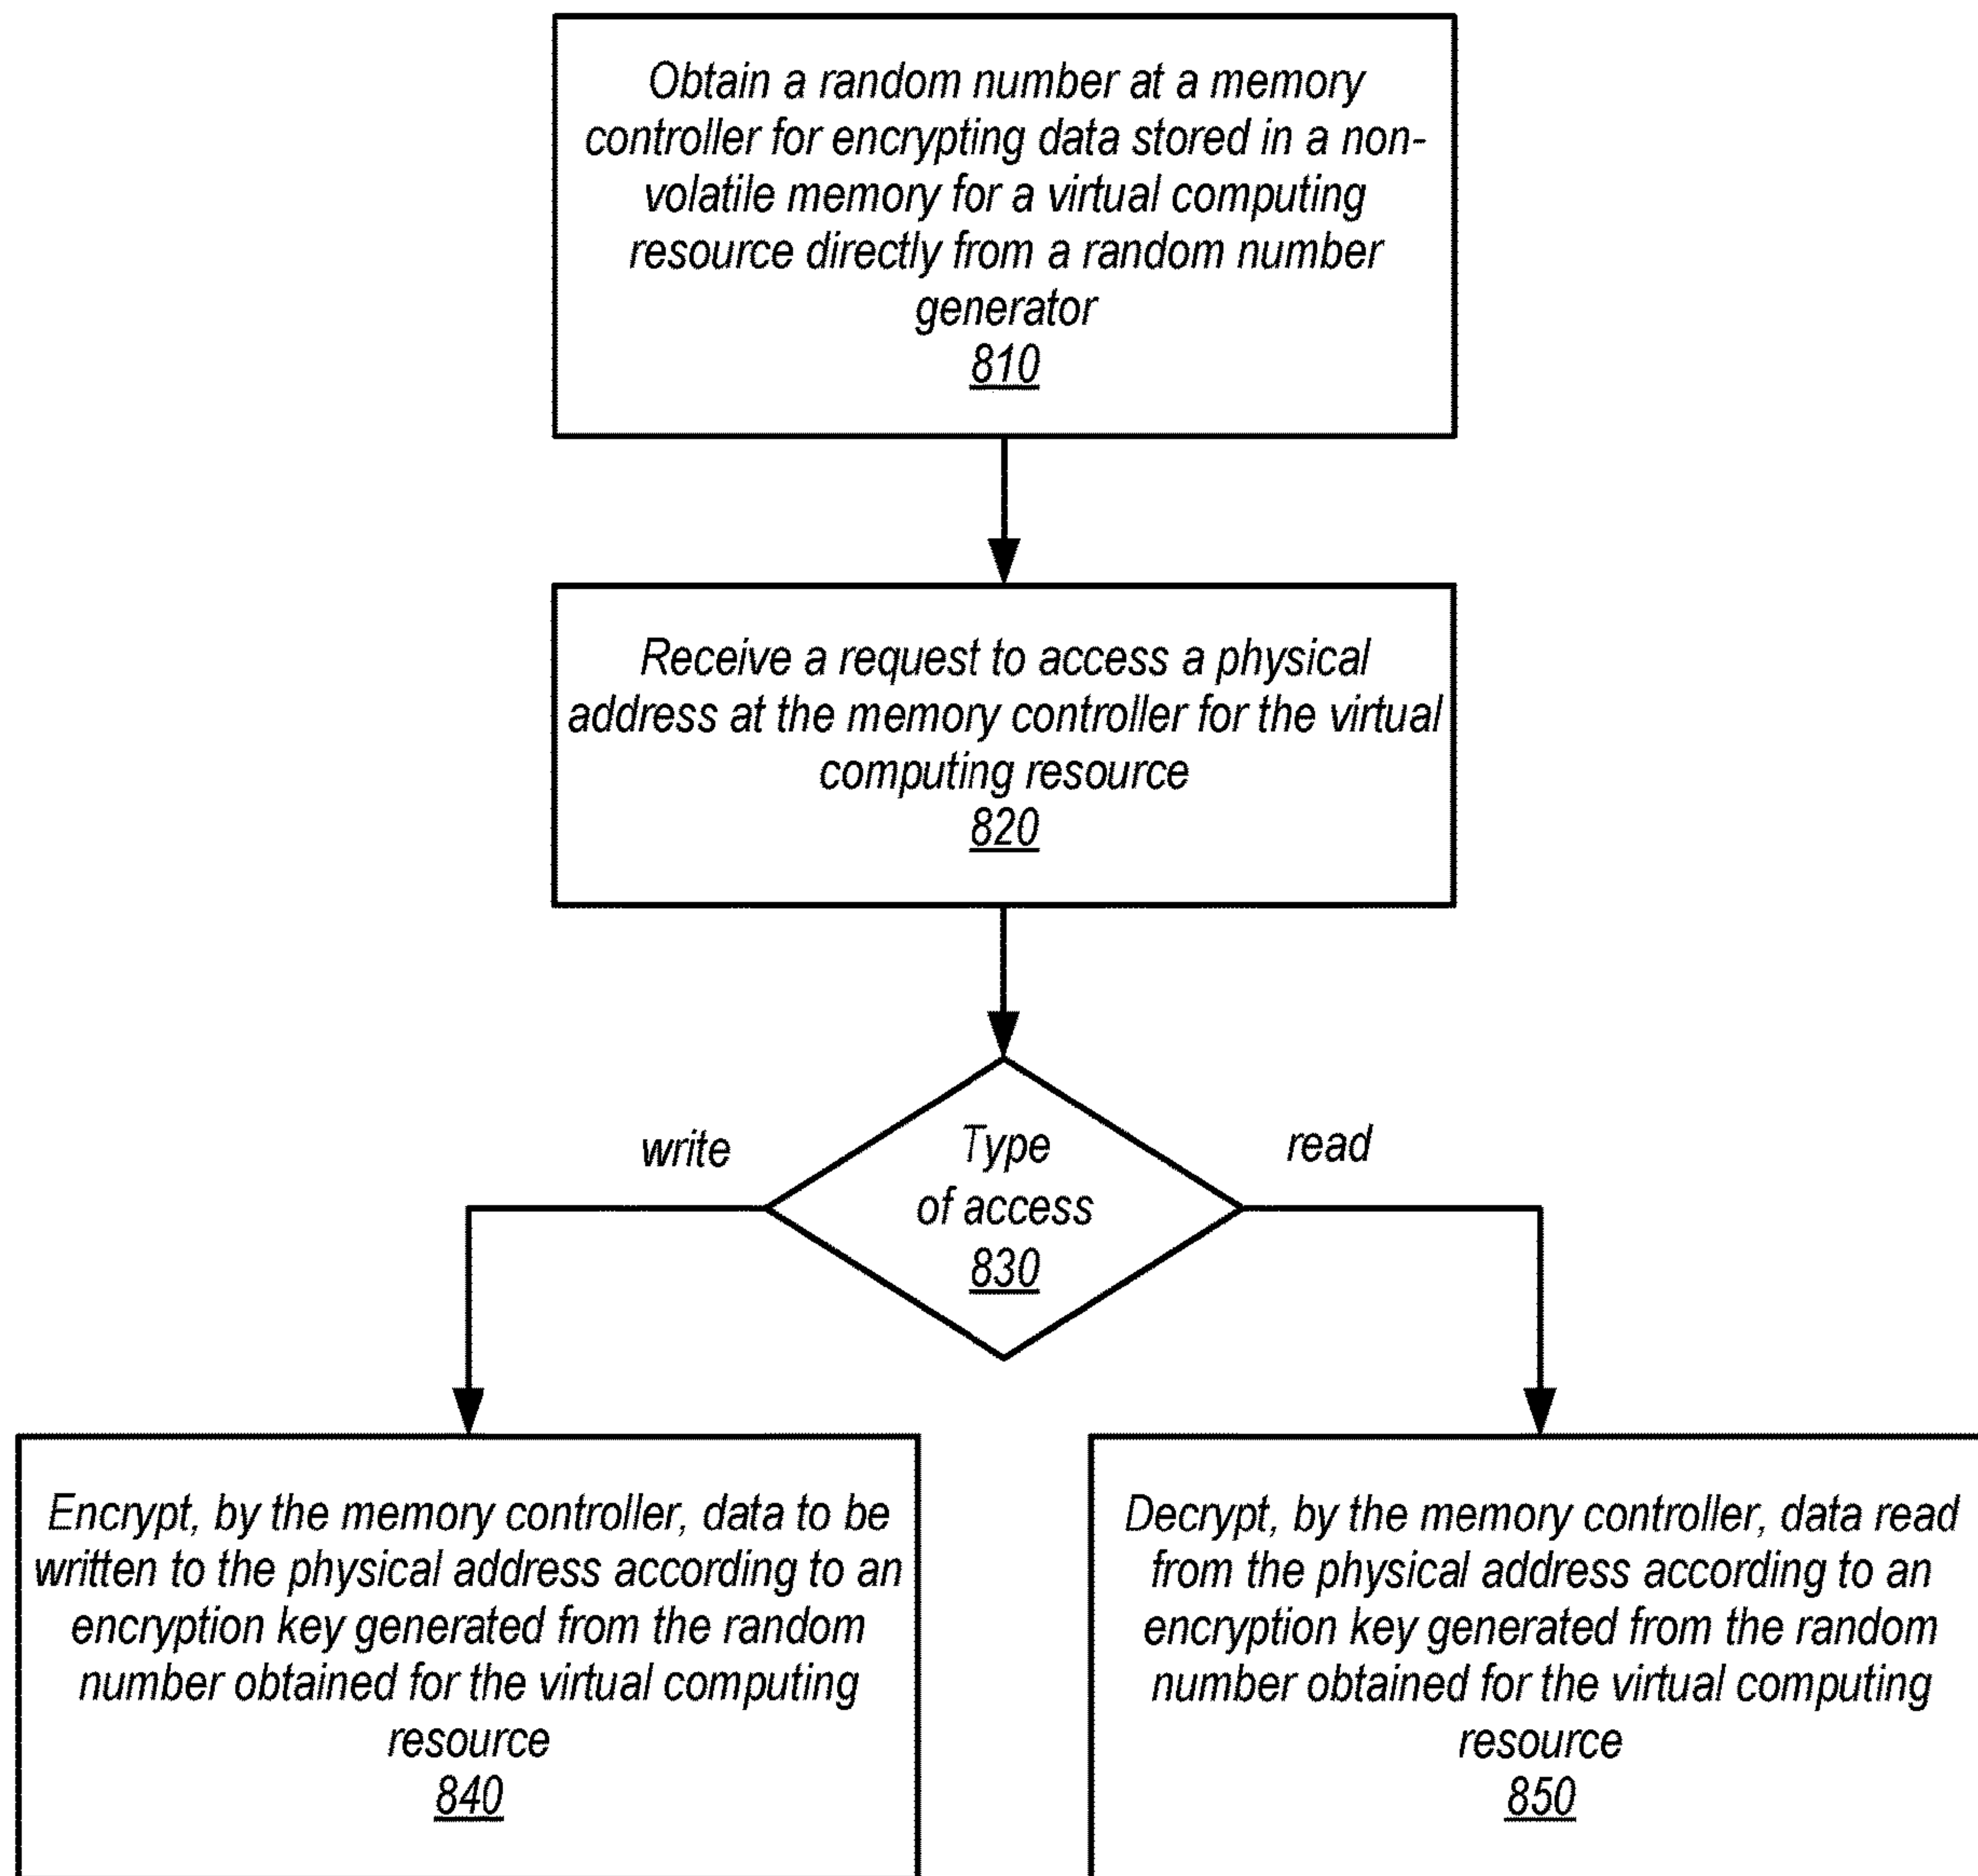 Obtain a random number at a memory
controller for encrypting data stored in a non-
volatile memory for a virtual computing
resource directly from a random number
generator
810
Receive a request to access a physical
address at the memory controller for the virtual
computing resource
820
write
Type
of access
830
read
Encrypt, by the memory controller, data to be
written to the physical address according to an
encryption key generated from the random
number obtained for the virtual computing
resource
840
Decrypt, by the memory controller, data read
from the physical address according to an
encryption key generated from the random
number obtained for the virtual computing
resource
850